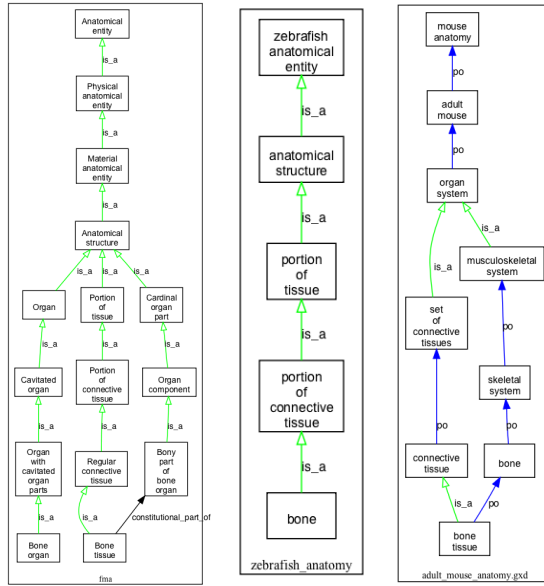 Anatomical
entity
is_a
Physical
anatomical
entity
is_a
Material
anatomical
entity
is_a
Anatomical
structure
is_a
is_a
is_a
Organ
Portion
of
tissue
Cardinal
organ
part
is_a
is_a
is_a
Cavitated
organ
Portion of
connective
tissue
Organ
component
is_a
is_a
is_a
Organ
with
cavitated
organ
parts
Regular
connective
tissue
Bony
part
of
bone
organ
is_a
is_a
constitutional_part_of
Bone
organ
Bone
tissue
fma
zebrafish
anatomical
entity
is_a
anatomical
structure
is_a
portion
of
tissue
is_a
portion
of
connective
tissue
is_a
bone
zebrafish_anatomy
mouse
anatomy
po
adult
mouse
po
organ
system
is_a
is_a
musculoskeletal
system
set
of
connective
tissues
po
skeletal
system
po
po
connective
tissue
bone
is_a
po
bone
tissue
adult_mouse_anatomy.gxd